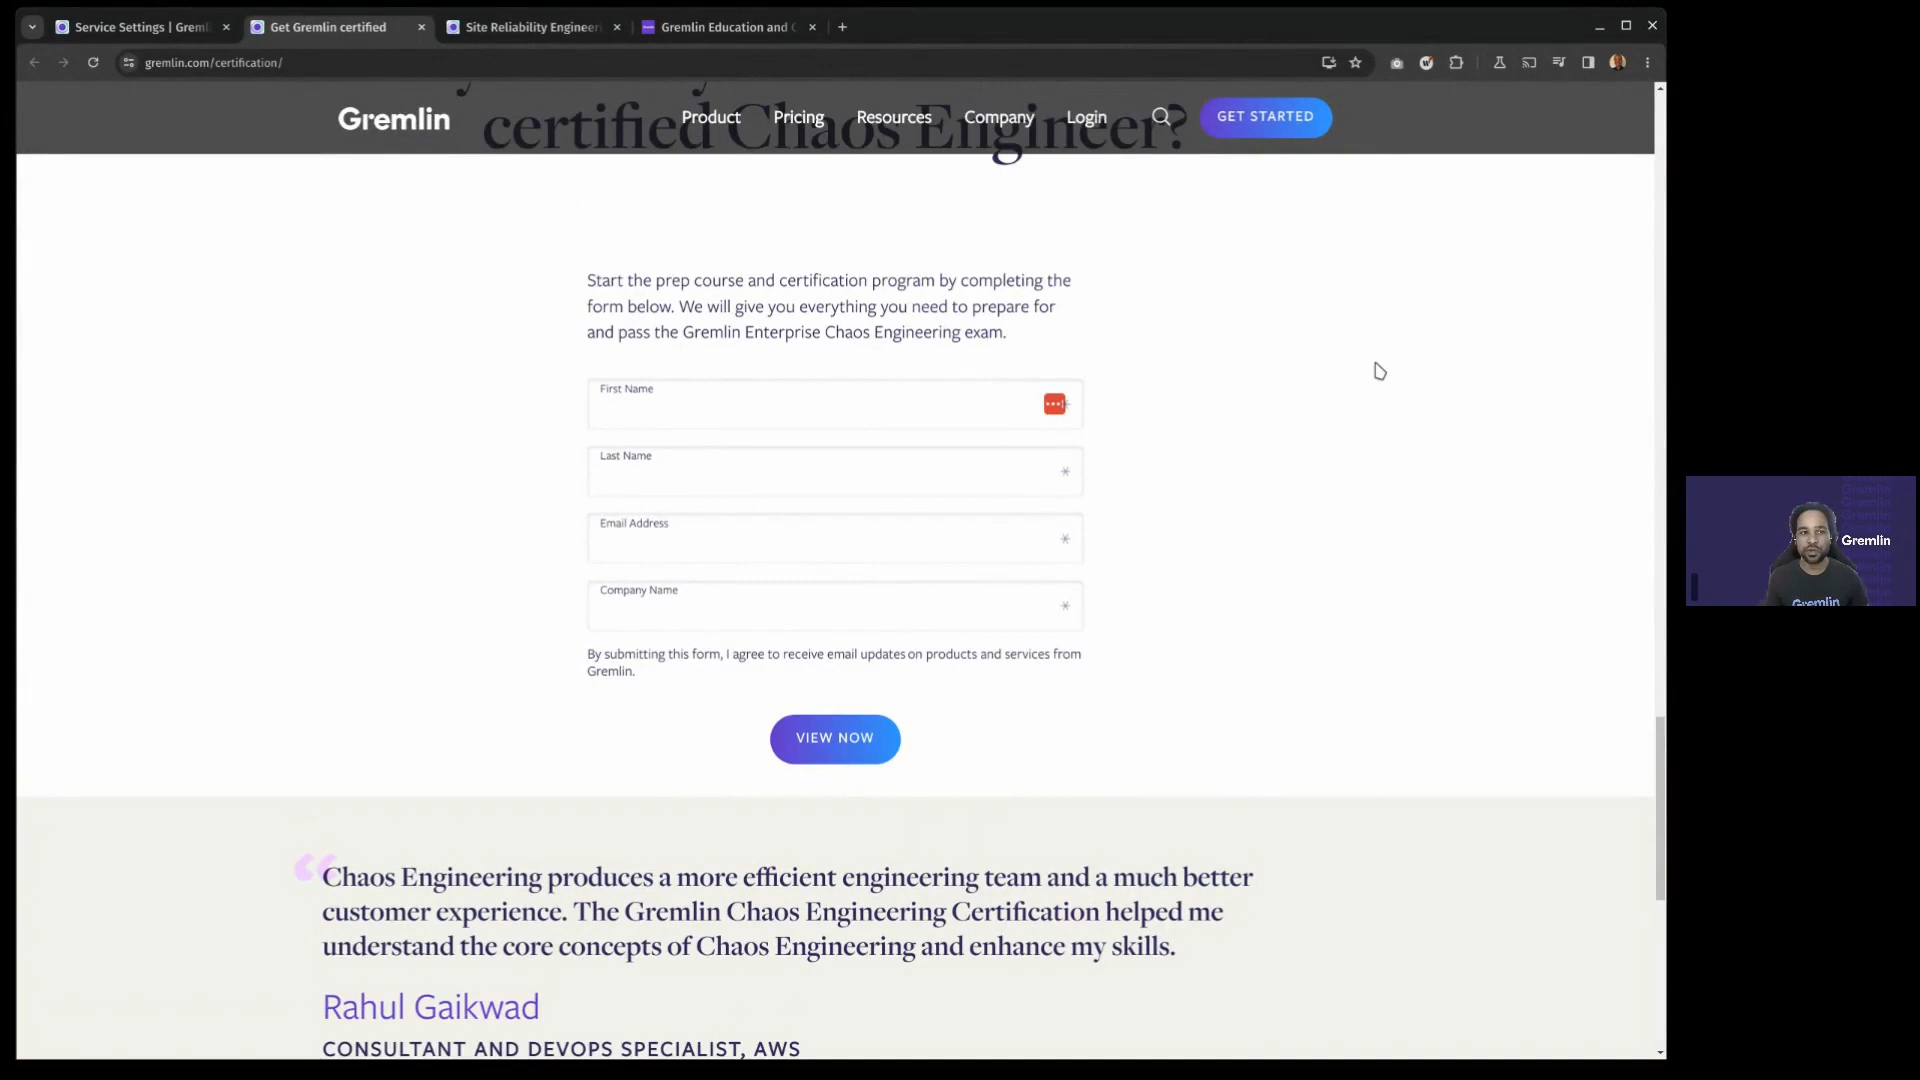 Service Settings | Greml
Get Gremlin certified
Site Reliability Engineer
Gremlin Education and
gremlin.com/certification/
Gremlin
Product
Pricing
Resources
Company
Login
GET STARTED
certified Chaos Engineer?
Start the prep course and certification program by completing the
form below. We will give you everything you need to prepare for
and pass the Gremlin Enterprise Chaos Engineering exam.
First Name
Last Name
*
Email Address
*
Company Name
*
By submitting this form, I agree to receive email updates on products and services from
Gremlin.
VIEW NOW
Gremlin
Gremlin
“Chaos Engineering produces a more efficient engineering team and a much better
customer experience. The Gremlin Chaos Engineering Certification helped me
understand the core concepts of Chaos Engineering and enhance my skills.
Rahul Gaikwad
CONSULTANT AND DEVOPS SPECIALIST, AWS